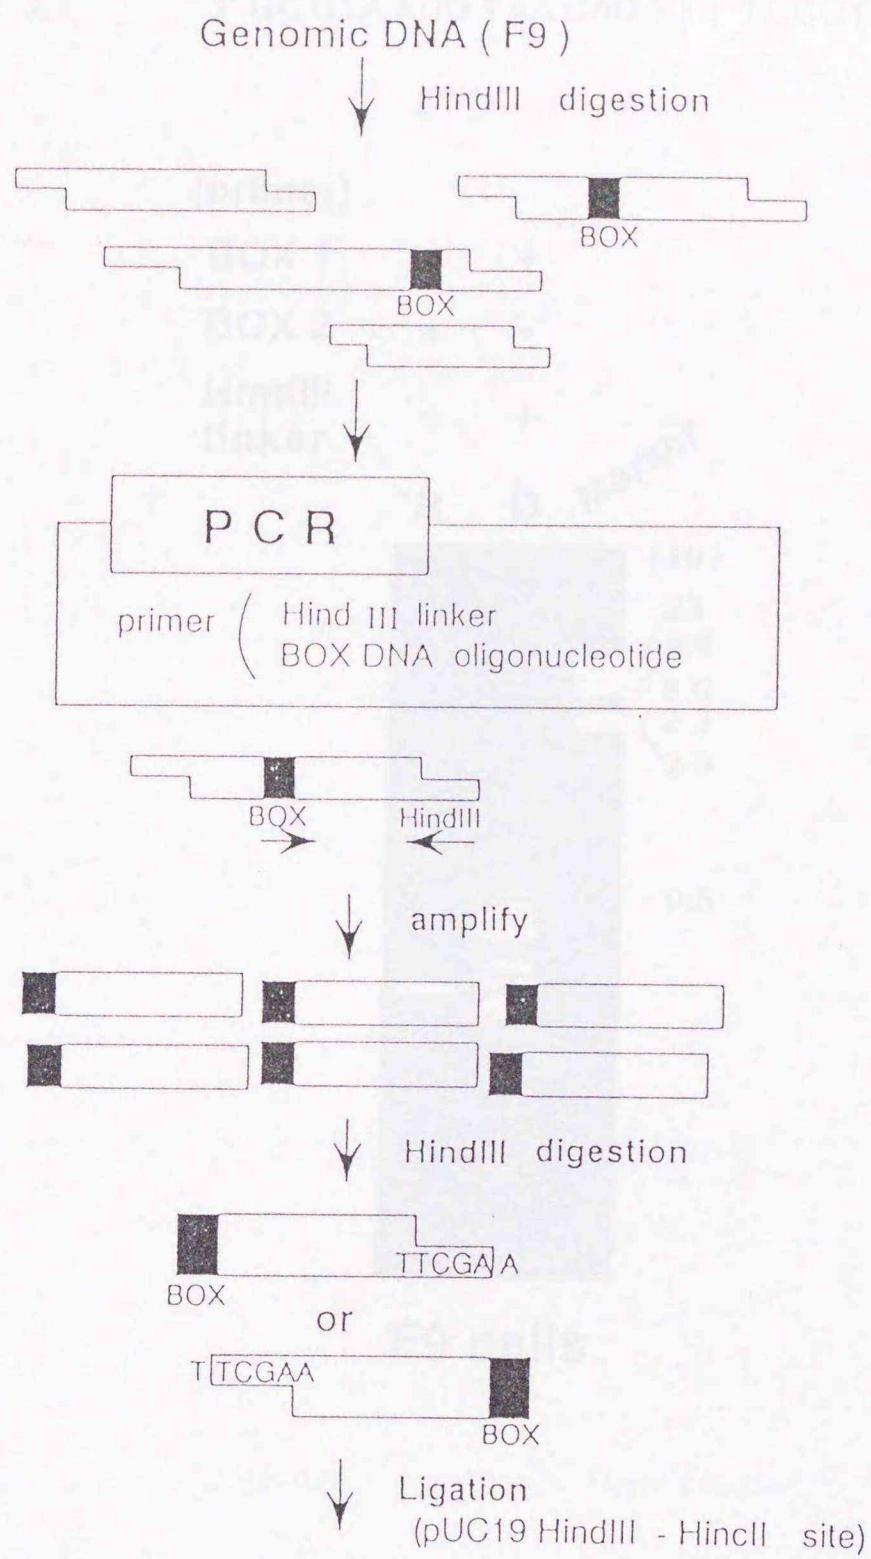 Genomic DNA ( F9 )
HindIII digestion
BOX
BOX
PCR
primer
Hind III linker
BOX DNA oligonucleotide
BOX
HindIII
amplify
HindIII digestion
TTCGA A
BOX
or
T TCGAA
BOX
Ligation
(pUC19 HindIII - HincII site)